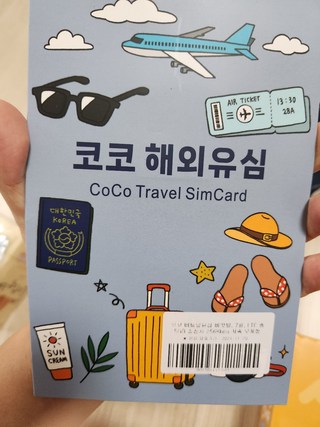 AIR TICKET
13:30
28A
코코 해외유심
CoCo Travel SimCard
대한민국
KOREA
PASSPORT
SUN
CREAM